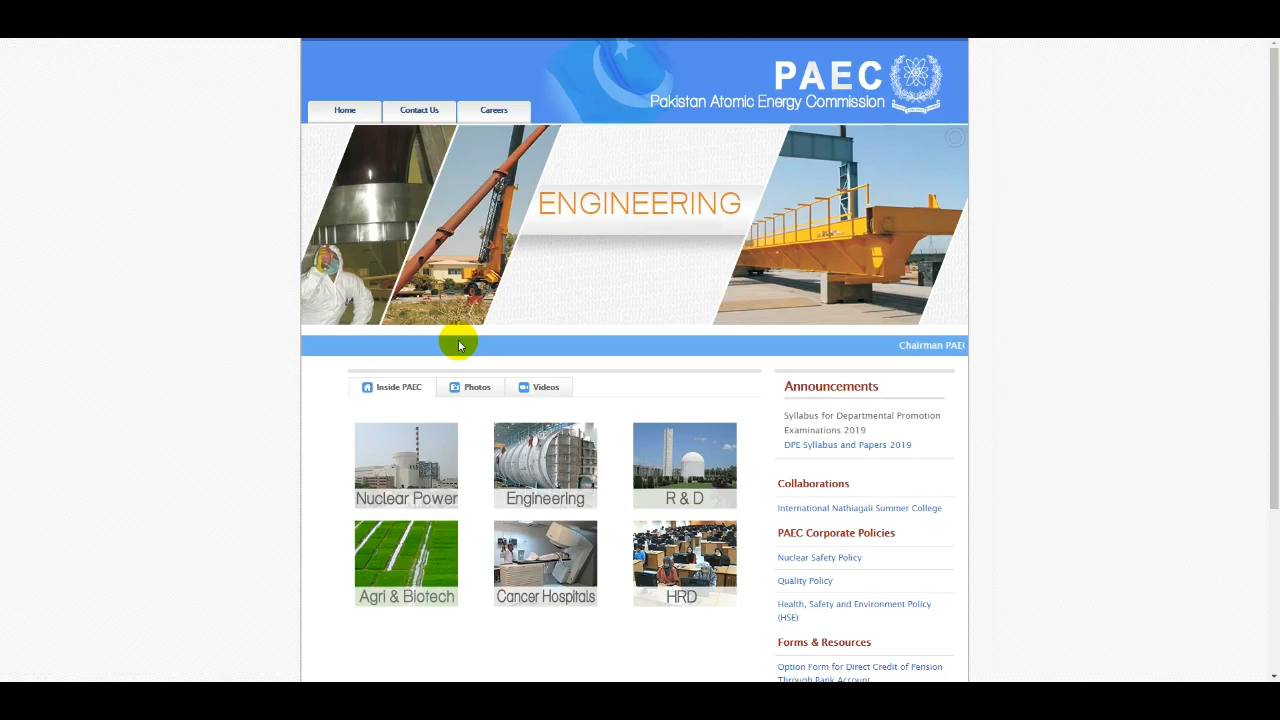 PAEC
Pakistan Atomic Energy Commission
Home
Contact Us
Careers
ENGINEERING
Chairman PAEC
Inside PAEC
Photos
Videos
Nuclear Power
Engineering
R & D
Agri & Biotech
Cancer Hospitals
HRD
Announcements
Syllabus for Departmental Promotion
Examinations 2019
DPE Syllabus and Papers 2019
Collaborations
International Nathiagali Summer College
PAEC Corporate Policies
Nuclear Safety Policy
Quality Policy
Health, Safety and Environment Policy
(HSE)
Forms & Resources
Option Form for Direct Credit of Pension
Through Bank Account